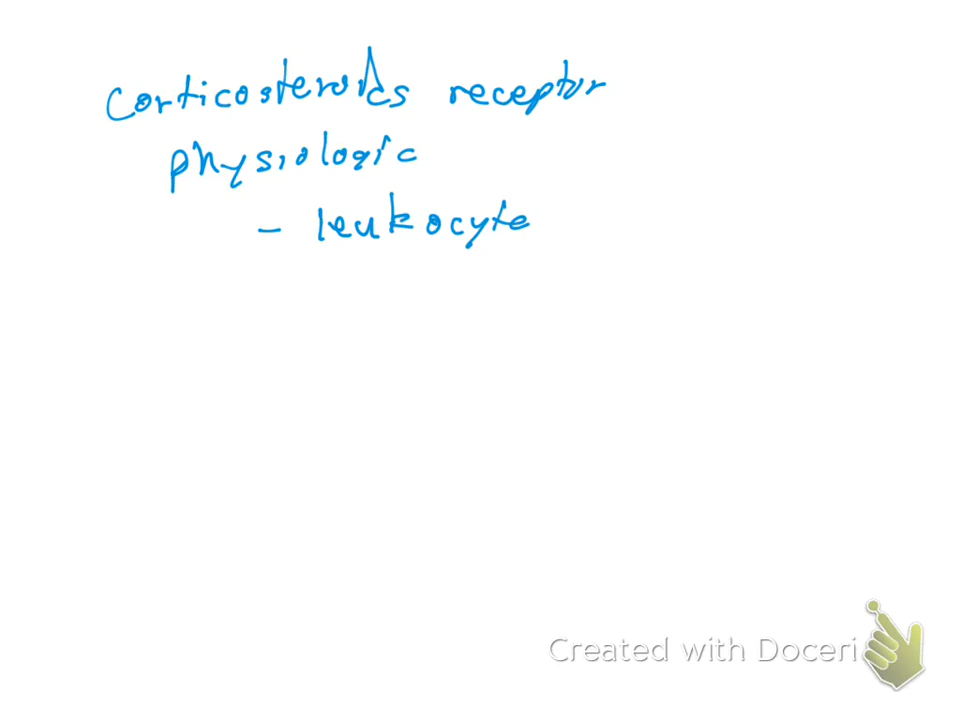 Corticosteroids receptor
physiologic
- leukocyte
Created with Doceri